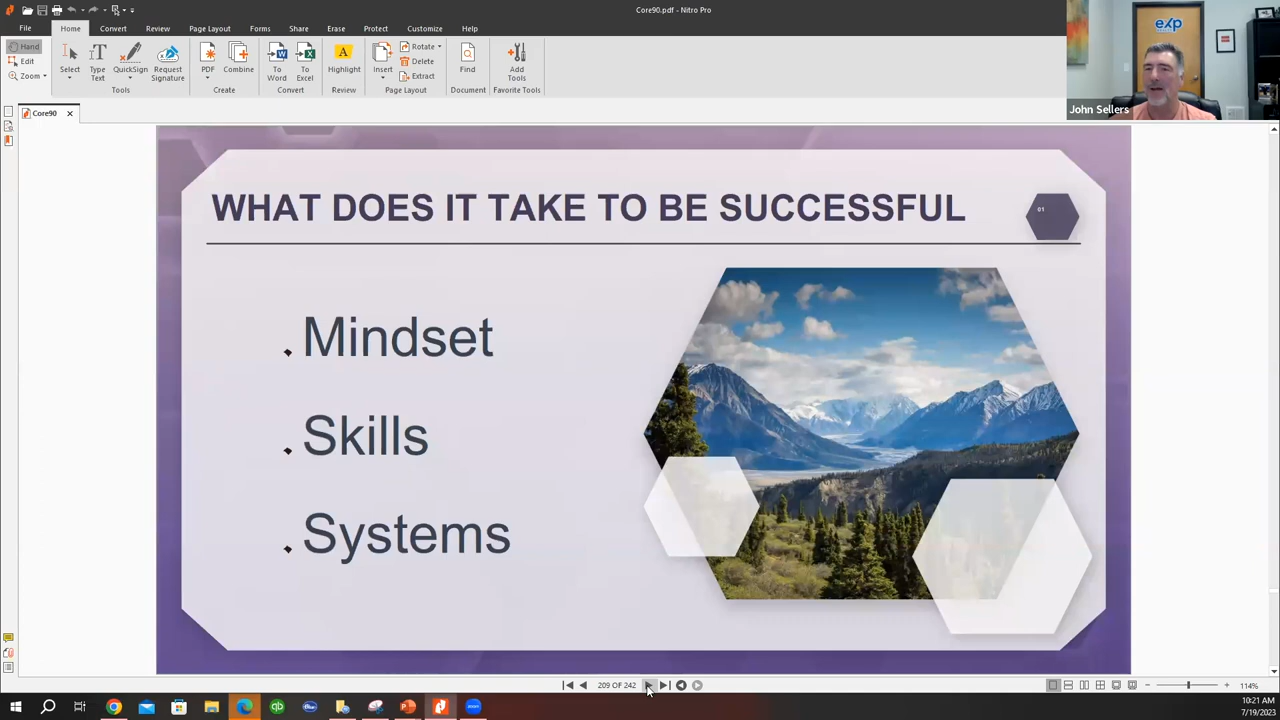 Core90.pdf - Nitro Pro
File Home Convert Review Page Layout Forms Share Erase Protect Customize Help
Hand
Edit
Zoom
Select
Type Text
QuickSign
Request Signature
Tools
PDF
Combine
Create
To Word
To Excel
Convert
Highlight
Review
Insert
Rotate
Delete
Extract
Page Layout
Find
Document
Add Tools
Favorite Tools
exp
John Sellers
Core90
WHAT DOES IT TAKE TO BE SUCCESSFUL
01
Mindset
Skills
Systems
209 OF 242
114%
10:21 AM
7/19/2023